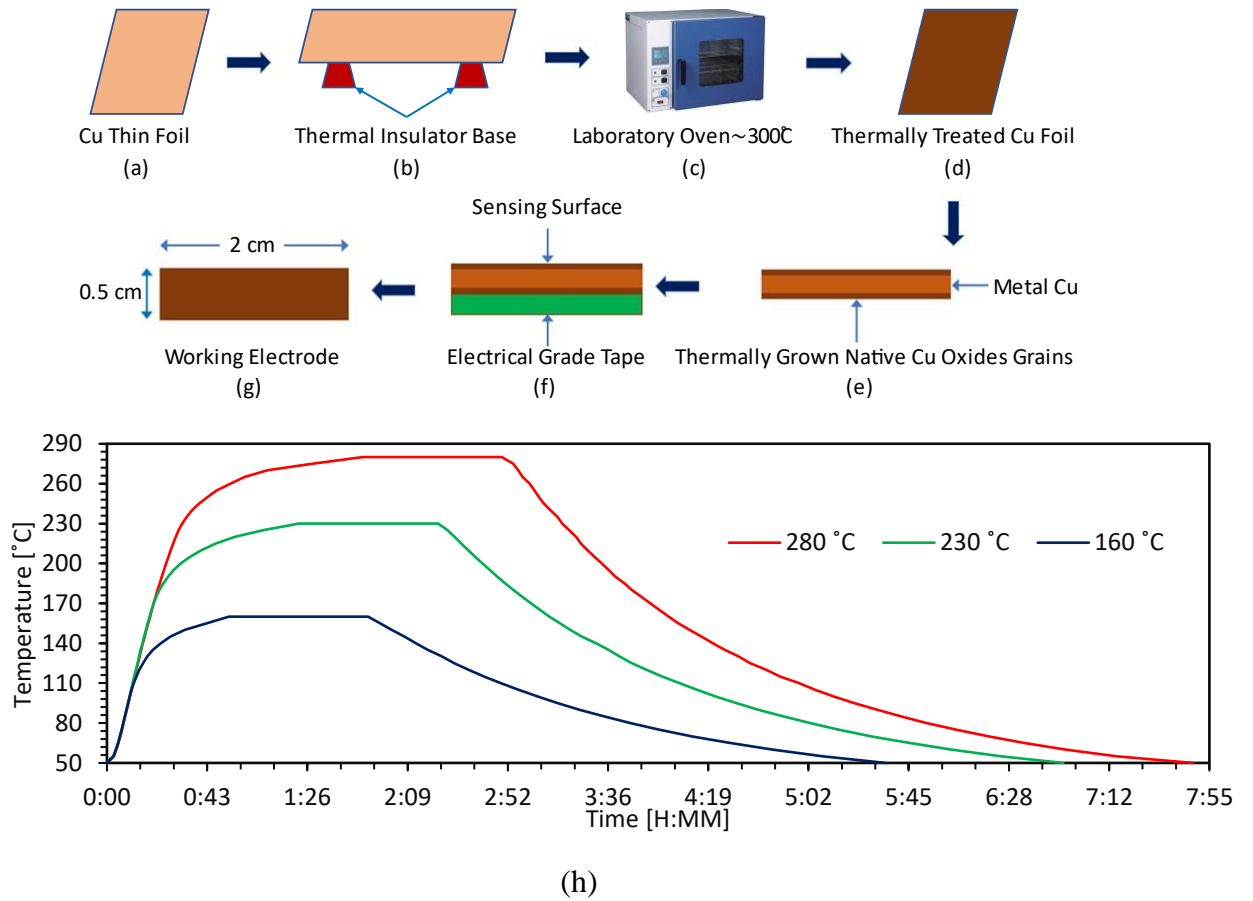 Cu Thin Foil
(a)
Thermal Insulator Base
(b)
Laboratory Oven~300˚C
(c)
Thermally Treated Cu Foil
(d)
Sensing Surface
2 cm
0.5 cm
Metal Cu
Working Electrode
(g)
Electrical Grade Tape
(f)
Thermally Grown Native Cu Oxides Grains
(e)
Temperature [˚C]
290
260
230
200
170
140
110
80
50
280 ˚C
230 ˚C
160 ˚C
0:00
0:43
1:26
2:09
2:52
3:36
4:19
5:02
5:45
6:28
7:12
7:55
Time [H:MM]
(h)